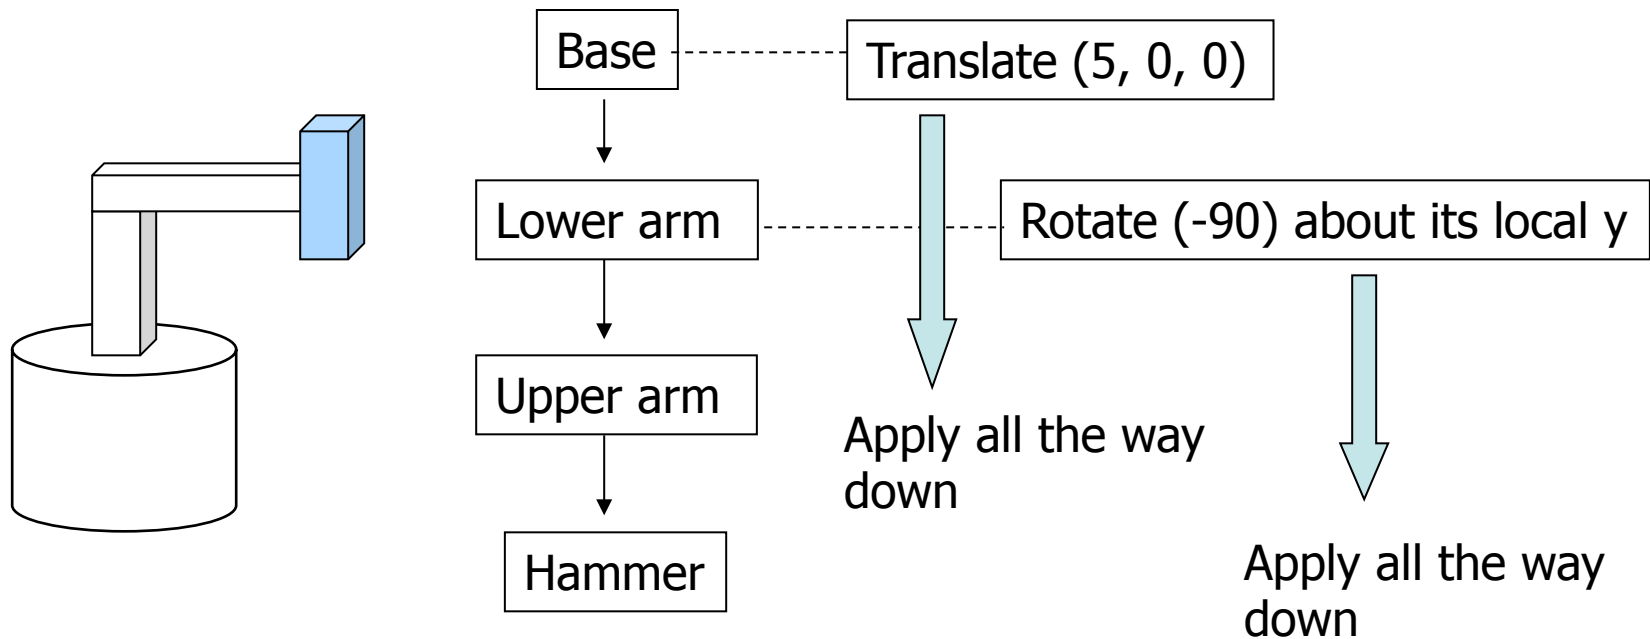 Base
Translate (5, 0, 0)
Lower arm
Rotate (-90) about its local y
Upper arm
Apply all the way
down
Hammer
Apply all the way
down